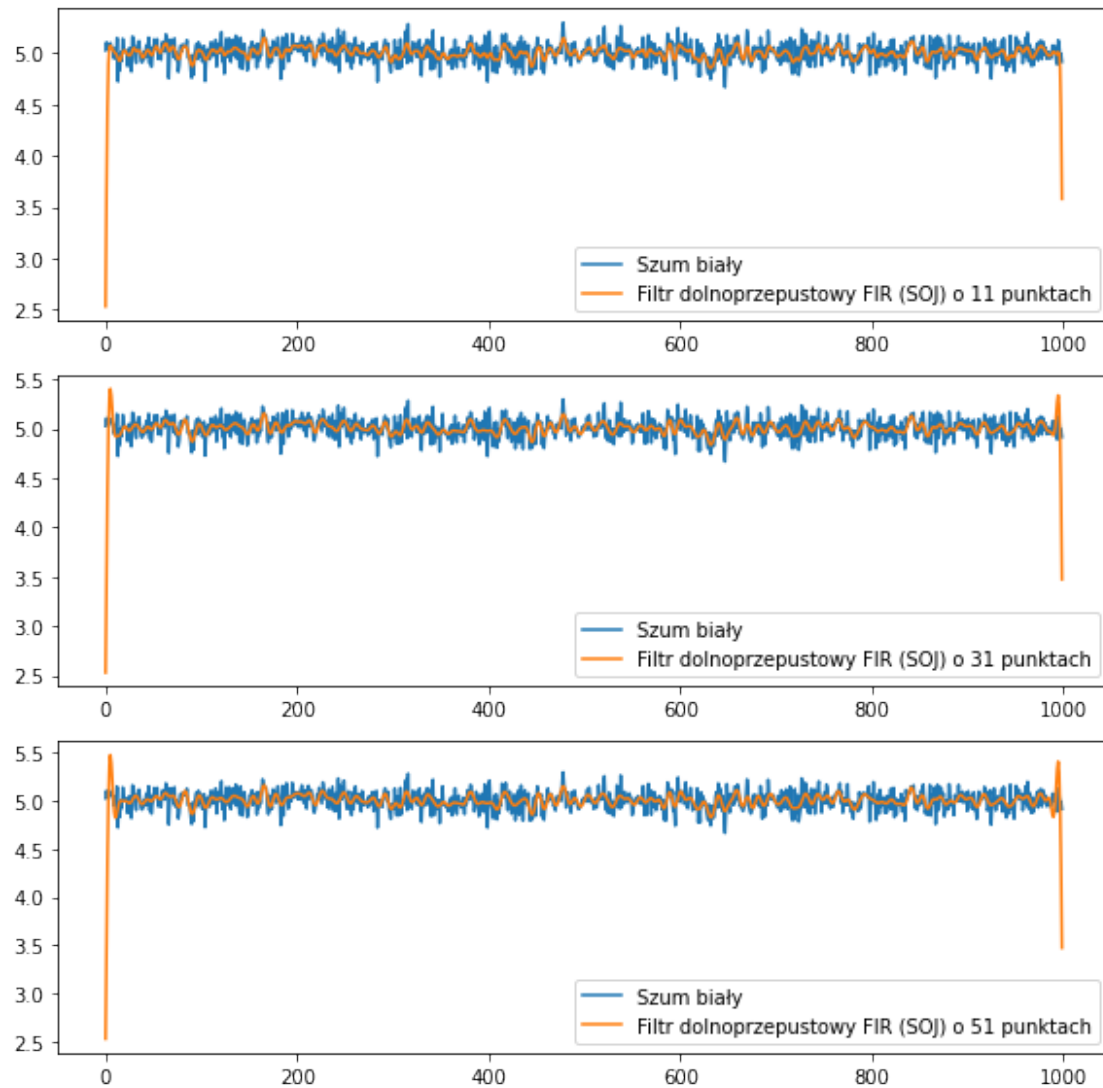 5.0
4.5
4.0
3.5
3.0
2.5
Szum biały
Filtr dolnoprzepustowy FIR (SOJ) o 11 punktach
0 200 400 600 800 1000
5.5
5.0
4.5
4.0
3.5
3.0
2.5
Szum biały
Filtr dolnoprzepustowy FIR (SOJ) o 31 punktach
0 200 400 600 800 1000
5.5
5.0
4.5
4.0
3.5
3.0
2.5
Szum biały
Filtr dolnoprzepustowy FIR (SOJ) o 51 punktach
0 200 400 600 800 1000